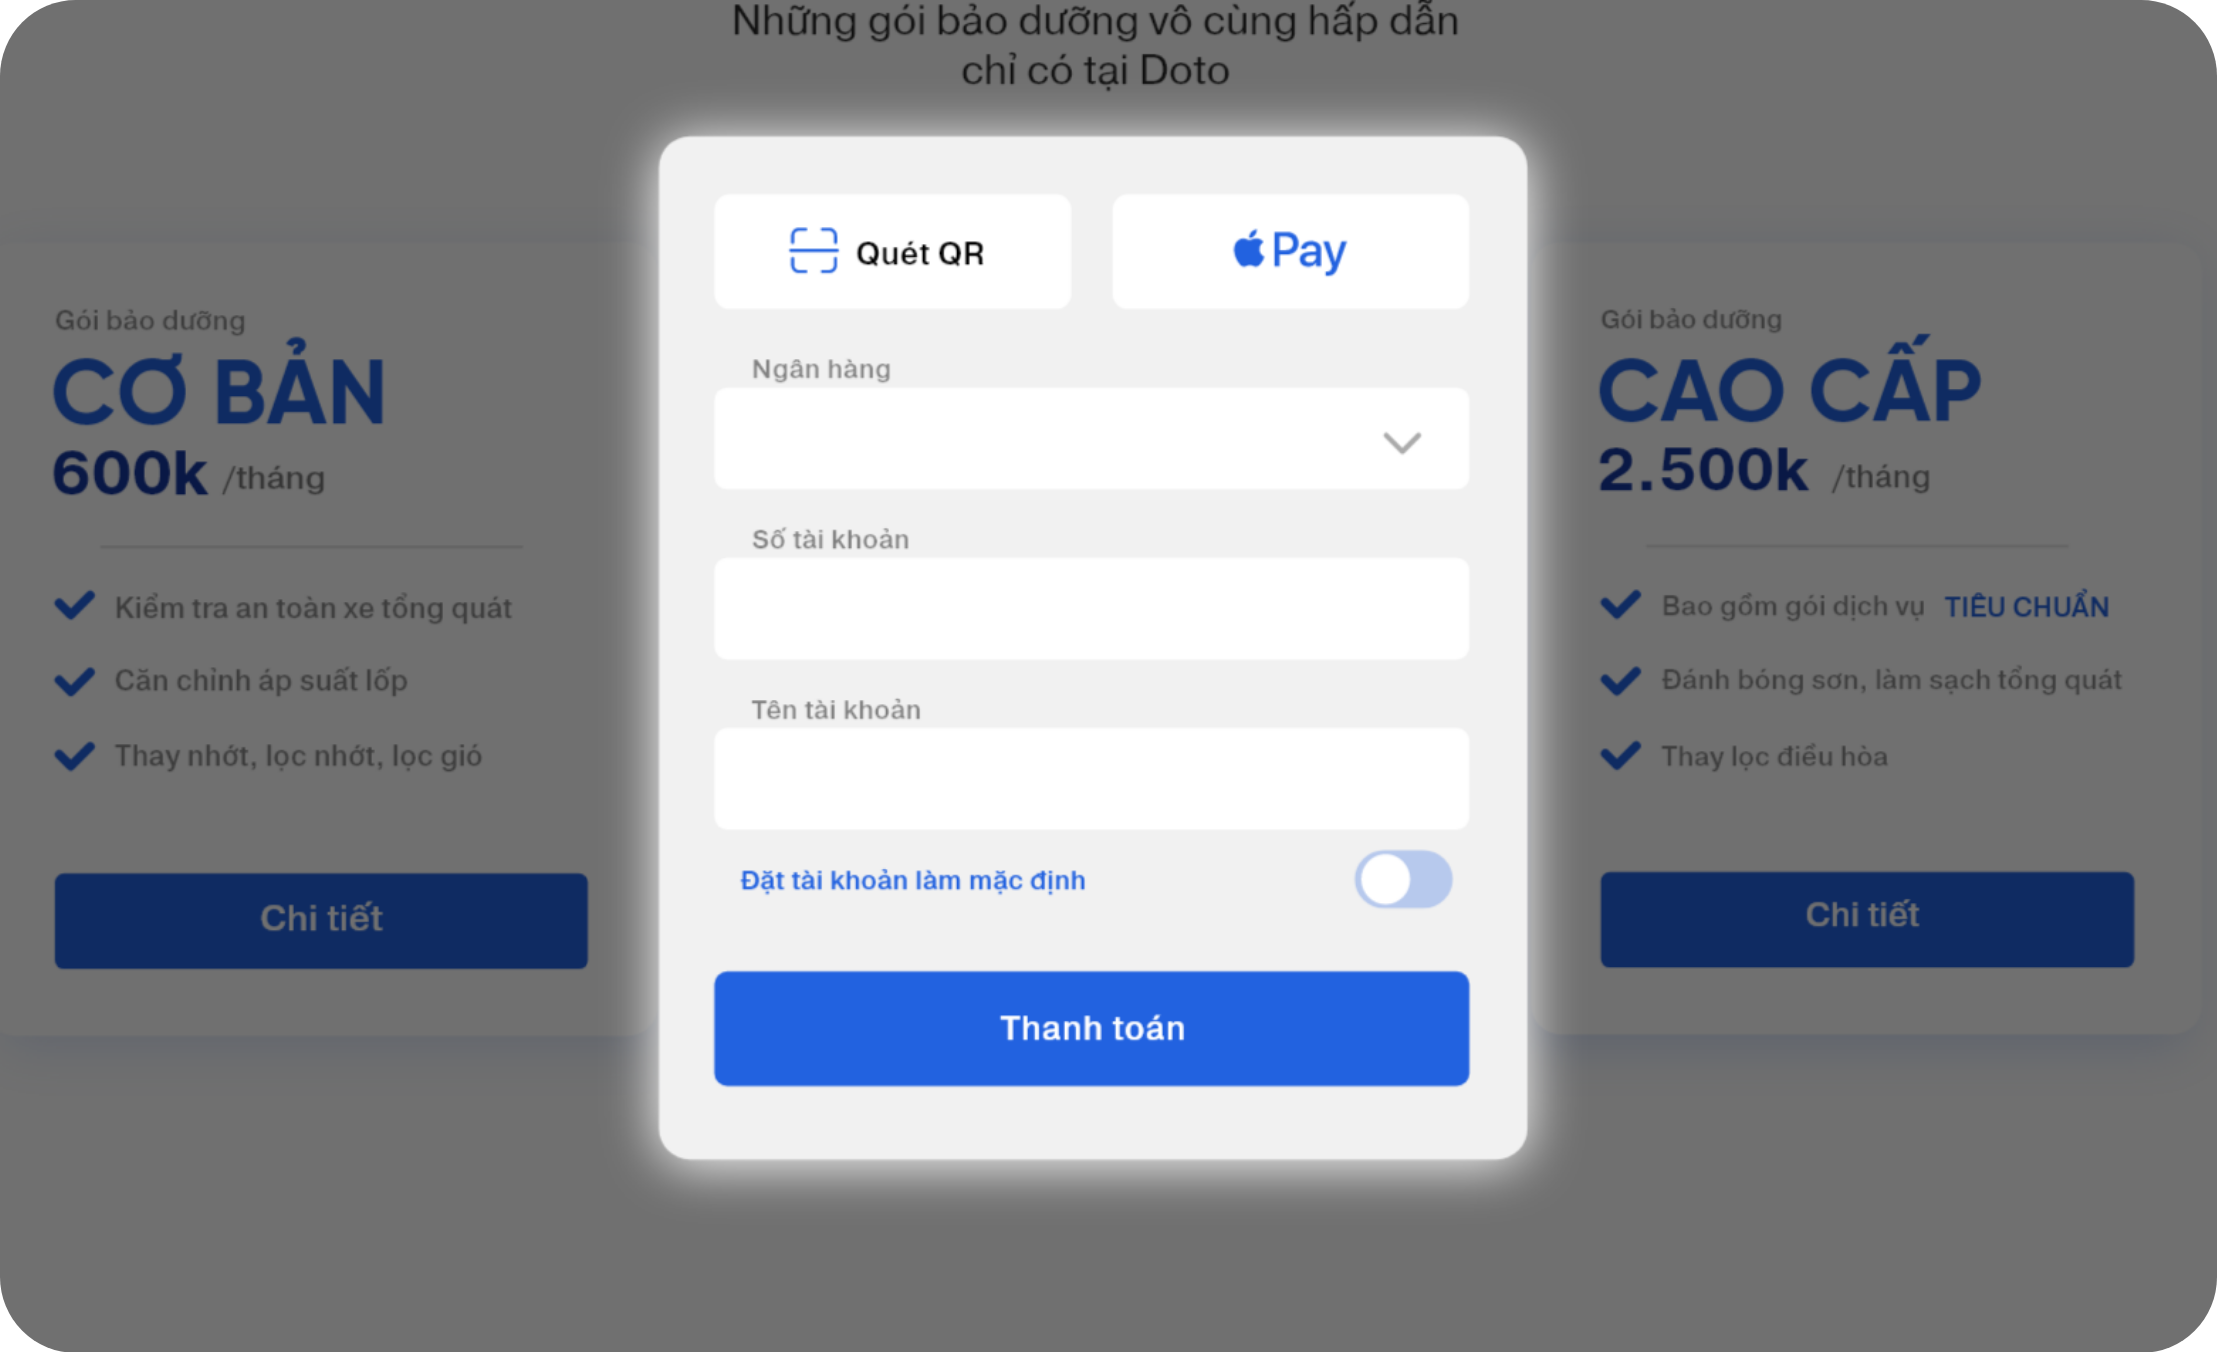 Những gói bảo dưỡng vô cùng hấp dẫn
chỉ có tại Doto
Gói bảo dưỡng
CƠ BẢN
600k /tháng
Kiểm tra an toàn xe tổng quát
Căn chỉnh áp suất lốp
Thay nhớt, lọc nhớt, lọc gió
Chi tiết
Quét QR
Pay
Ngân hàng
Số tài khoản
Tên tài khoản
Đặt tài khoản làm mặc định
Thanh toán
Gói bảo dưỡng
CAO CẤP
2.500k /tháng
Bao gồm gói dịch vụ TIÊU CHUẨN
Đánh bóng sơn, làm sạch tổng quát
Thay lọc điều hòa
Chi tiết